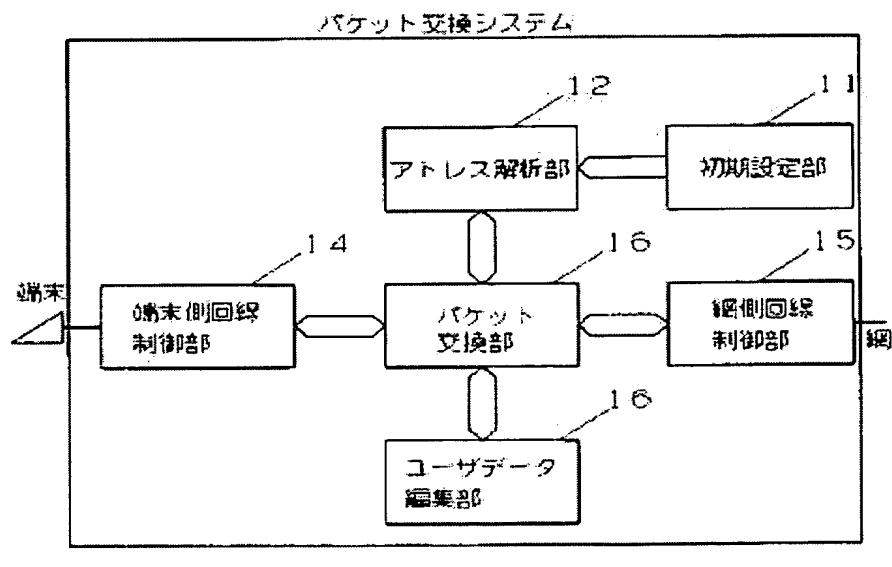 パケット交換システム
12
11
アドレス解析部
初期設定部
14
16
15
端末
端末側回線
制御部
パケット
交換部
網側回線
制御部
網
16
ユーザデータ
編集部